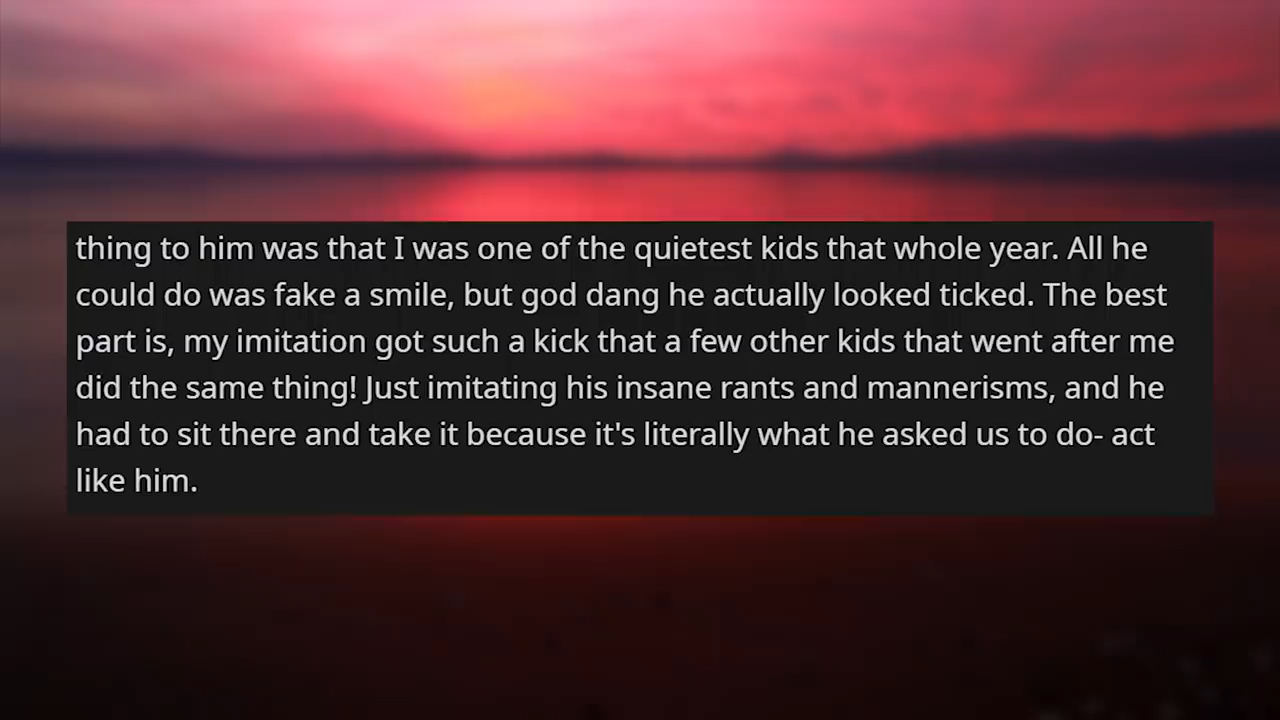 thing to him was that I was one of the quietest kids that whole year. All he
could do was fake a smile, but god dang he actually looked ticked. The best
part is, my imitation got such a kick that a few other kids that went after me
did the same thing! Just imitating his insane rants and mannerisms, and he
had to sit there and take it because it's literally what he asked us to do- act
like him.